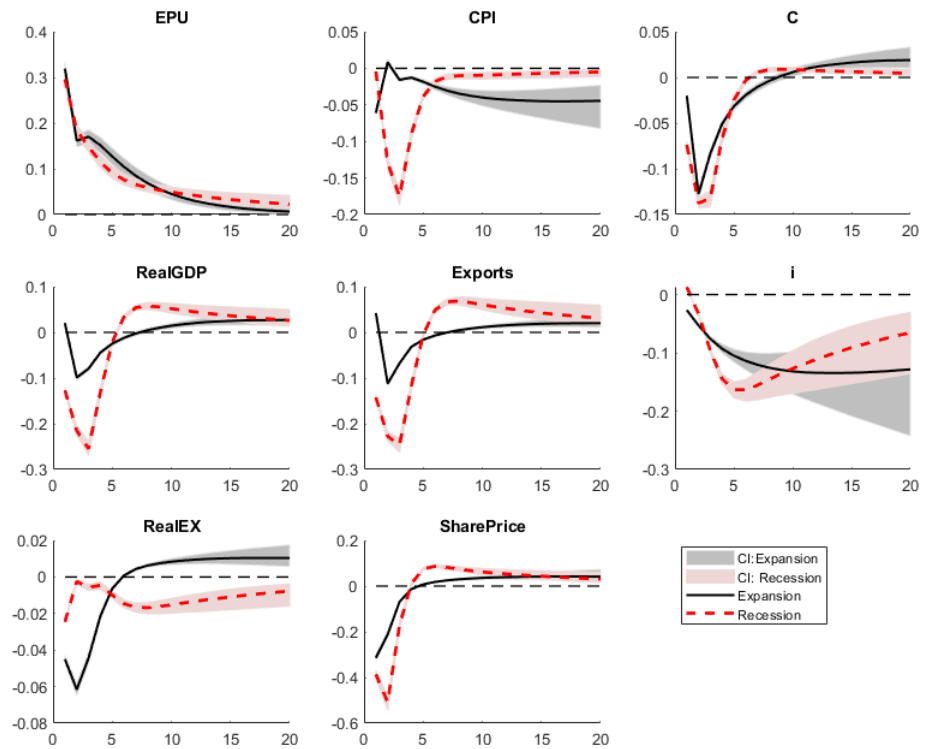 EPU
0.4
0.3
0.2
0.1
0
0 5 10 15 20
CPI
0.05
0
-0.05
-0.1
-0.15
-0.2
0 5 10 15 20
C
0.05
0
-0.05
-0.1
-0.15
0 5 10 15 20
RealGDP
0.1
0
-0.1
-0.2
-0.3
0 5 10 15 20
Exports
0.1
0
-0.1
-0.2
-0.3
0 5 10 15 20
i
0
-0.1
-0.2
-0.3
0 5 10 15 20
RealEX
0.02
0
-0.02
-0.04
-0.06
-0.08
0 5 10 15 20
SharePrice
0.2
0
-0.2
-0.4
-0.6
0 5 10 15 20
CI:Expansion
CI: Recession
Expansion
Recession